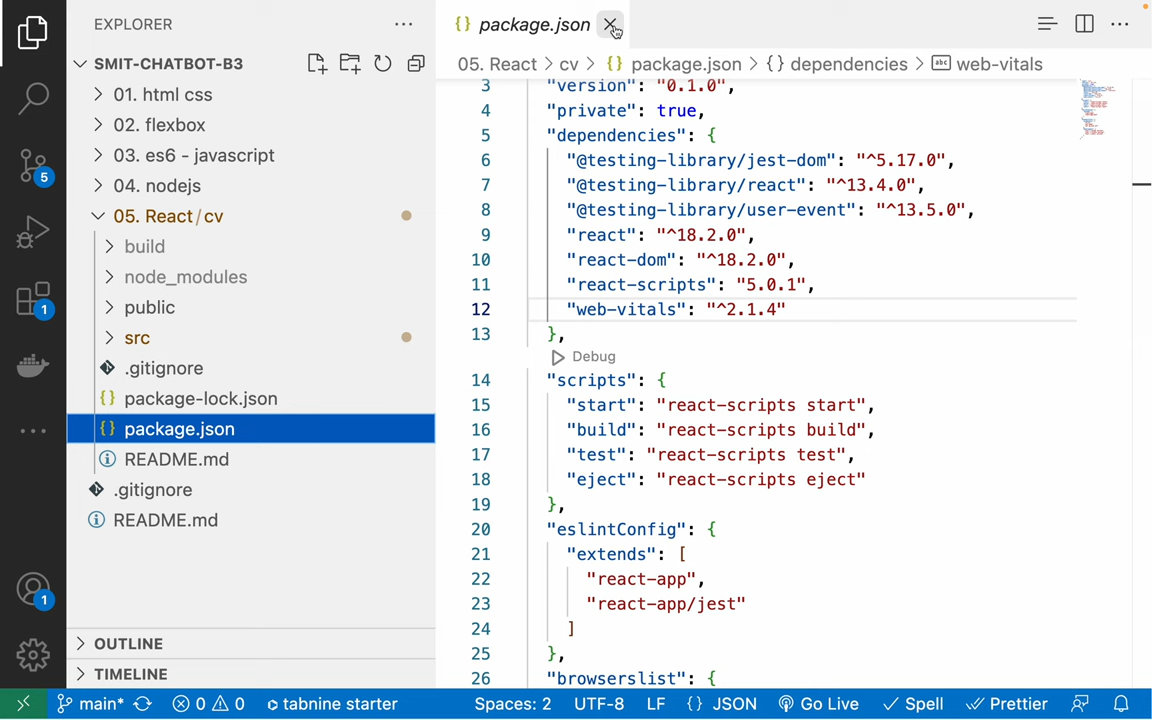 EXPLORER
SMIT-CHATBOT-B3
01. html css
02. flexbox
03. es6 - javascript
04. nodejs
05. React/cv
build
node_modules
public
src
.gitignore
{} package-lock.json
{} package.json
README.md
.gitignore
README.md
OUTLINE
TIMELINE
5
1
1
{} package.json
05. React > cv > {} package.json > {} dependencies > abc web-vitals
3 "version": "0.1.0",
4 "private": true,
5 "dependencies": {
6 "@testing-library/jest-dom": "^5.17.0",
7 "@testing-library/react": "^13.4.0",
8 "@testing-library/user-event": "^13.5.0",
9 "react": "^18.2.0",
10 "react-dom": "^18.2.0",
11 "react-scripts": "5.0.1",
12 "web-vitals": "^2.1.4"
13 },
Debug
14 "scripts": {
15 "start": "react-scripts start",
16 "build": "react-scripts build",
17 "test": "react-scripts test",
18 "eject": "react-scripts eject"
19 },
20 "eslintConfig": {
21 "extends": [
22 "react-app",
23 "react-app/jest"
24 ]
25 },
26 "browserslist": {
main* 0 0 tabnine starter Spaces: 2 UTF-8 LF {} JSON Go Live Spell Prettier